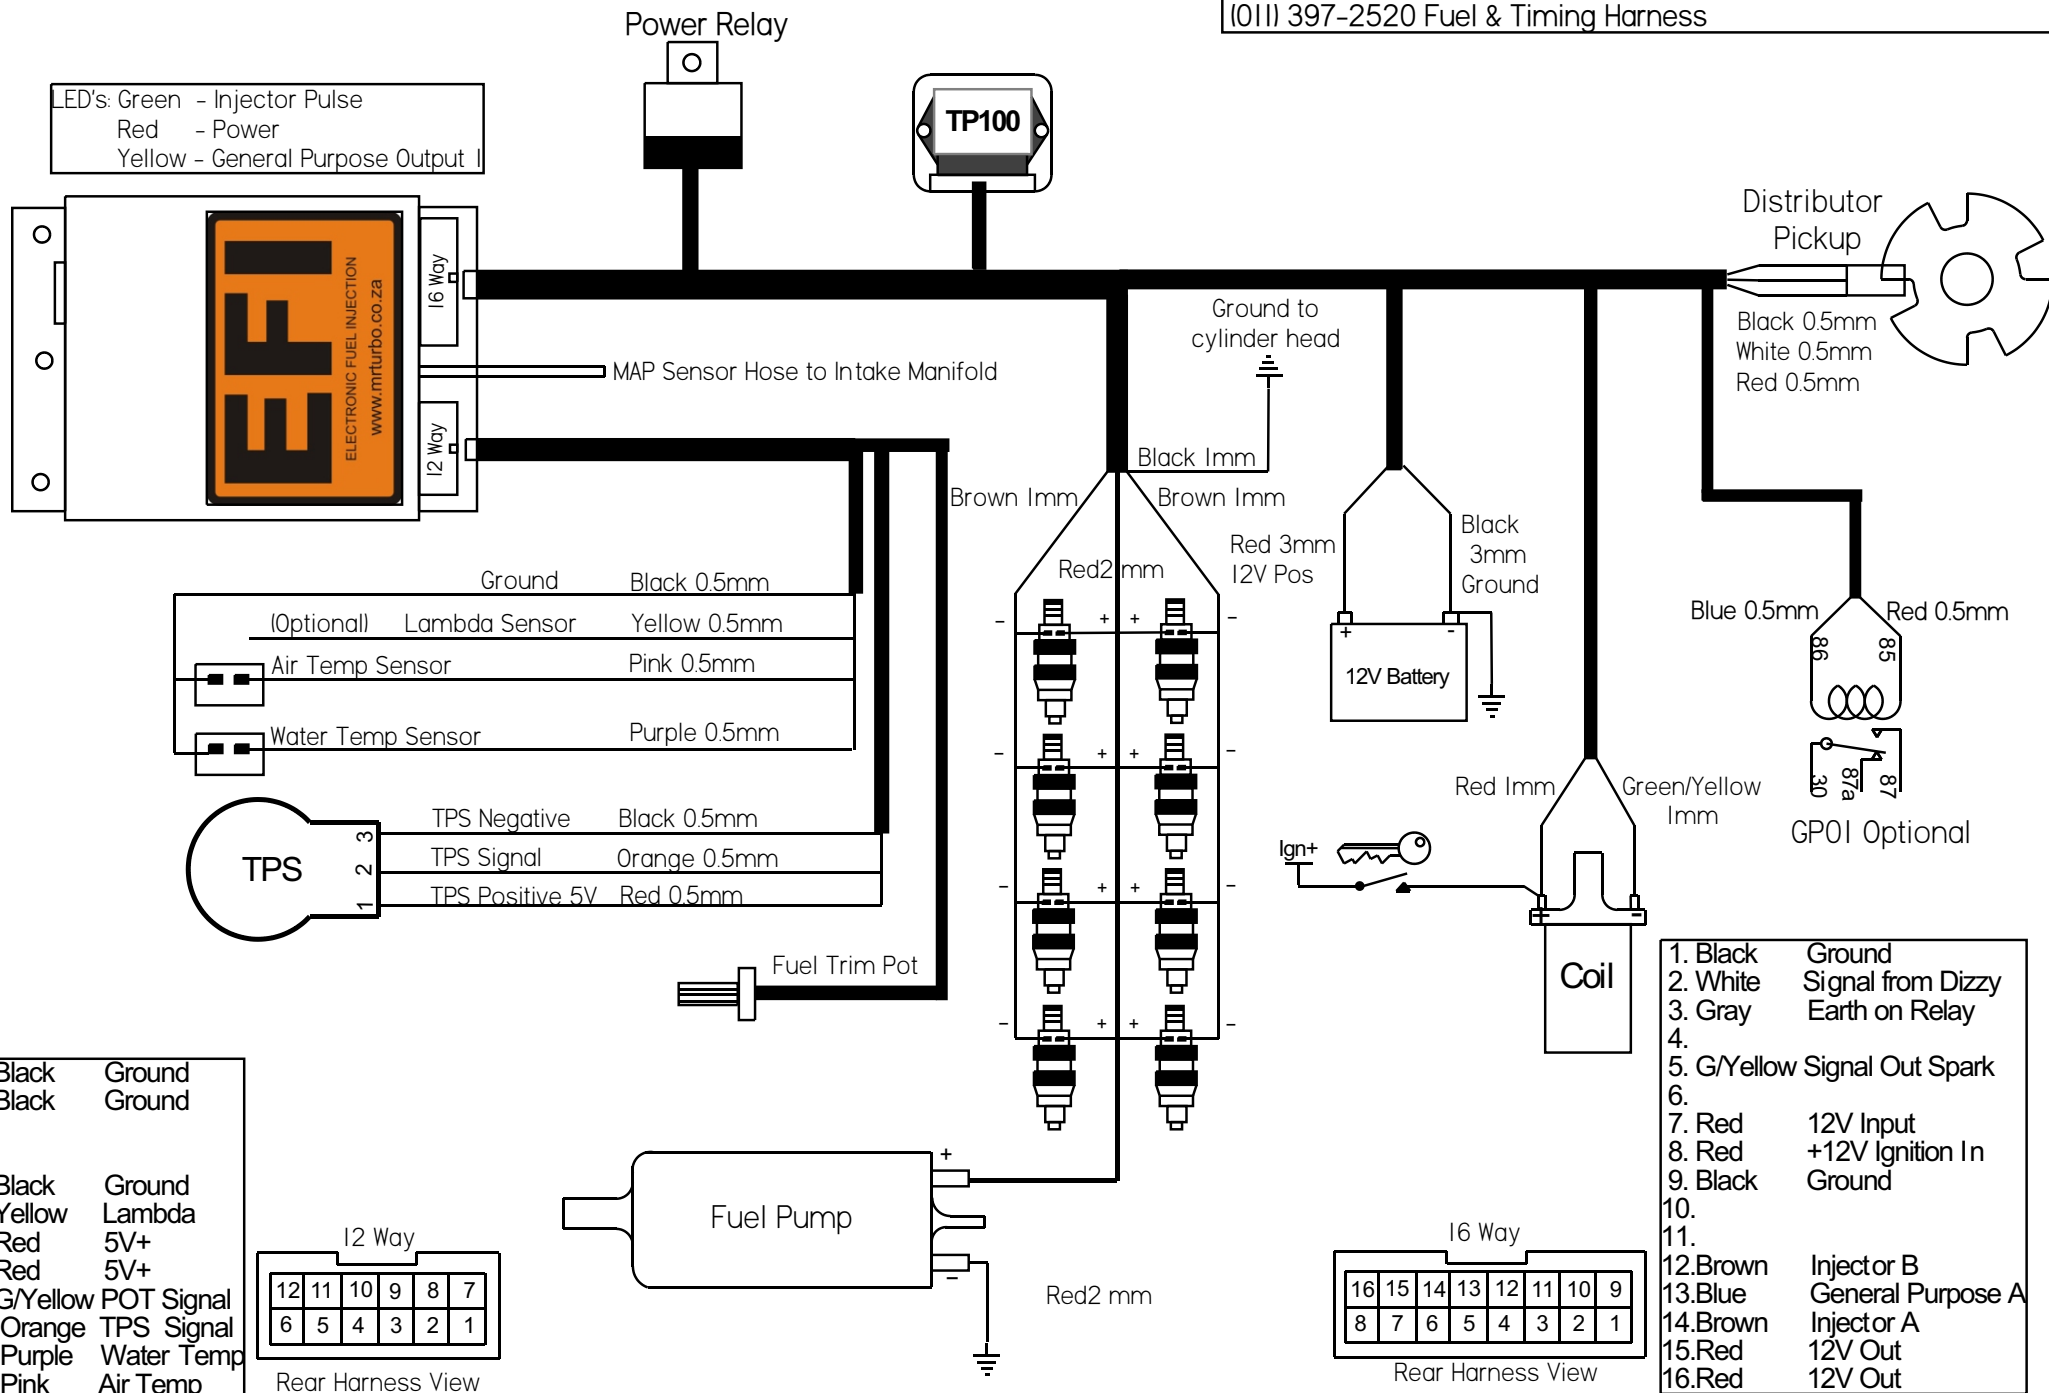 (011) 397-2520 Fuel & Timing Harness
Power Relay
LED's: Green - Injector Pulse
Red - Power
Yellow - General Purpose Output 1
TP100
Distributor
Pickup
Black 0.5mm
White 0.5mm
Red 0.5mm
EFI
ELECTRONIC FUEL INJECTION
www.mrturbo.co.za
16 Way
12 Way
MAP Sensor Hose to Intake Manifold
Ground to
cylinder head
Black 1mm
Brown 1mm
Brown 1mm
Red2 mm
Red 3mm
12V Pos
Black
3mm
Ground
+
-
12V Battery
Blue 0.5mm
Red 0.5mm
86
85
30
87a
87
GPO1 Optional
Ground Black 0.5mm
(Optional) Lambda Sensor Yellow 0.5mm
Air Temp Sensor Pink 0.5mm
Water Temp Sensor Purple 0.5mm
- + + -
- + + -
- + + -
- + + -
TPS
3
2
1
TPS Negative Black 0.5mm
TPS Signal Orange 0.5mm
TPS Positive 5V Red 0.5mm
Fuel Trim Pot
Red 1mm
Green/Yellow
1mm
Ign+
+
-
Coil
Fuel Pump
+
-
Red2 mm
Black Ground
Black Ground
Black Ground
Yellow Lambda
Red 5V+
Red 5V+
G/Yellow POT Signal
Orange TPS Signal
Purple Water Temp
Pink Air Temp
12 Way
12 11 10 9 8 7
6 5 4 3 2 1
Rear Harness View
16 Way
16 15 14 13 12 11 10 9
8 7 6 5 4 3 2 1
Rear Harness View
1. Black Ground
2. White Signal from Dizzy
3. Gray Earth on Relay
4.
5. G/Yellow Signal Out Spark
6.
7. Red 12V Input
8. Red +12V Ignition In
9. Black Ground
10.
11.
12.Brown Injector B
13.Blue General Purpose A
14.Brown Injector A
15.Red 12V Out
16.Red 12V Out